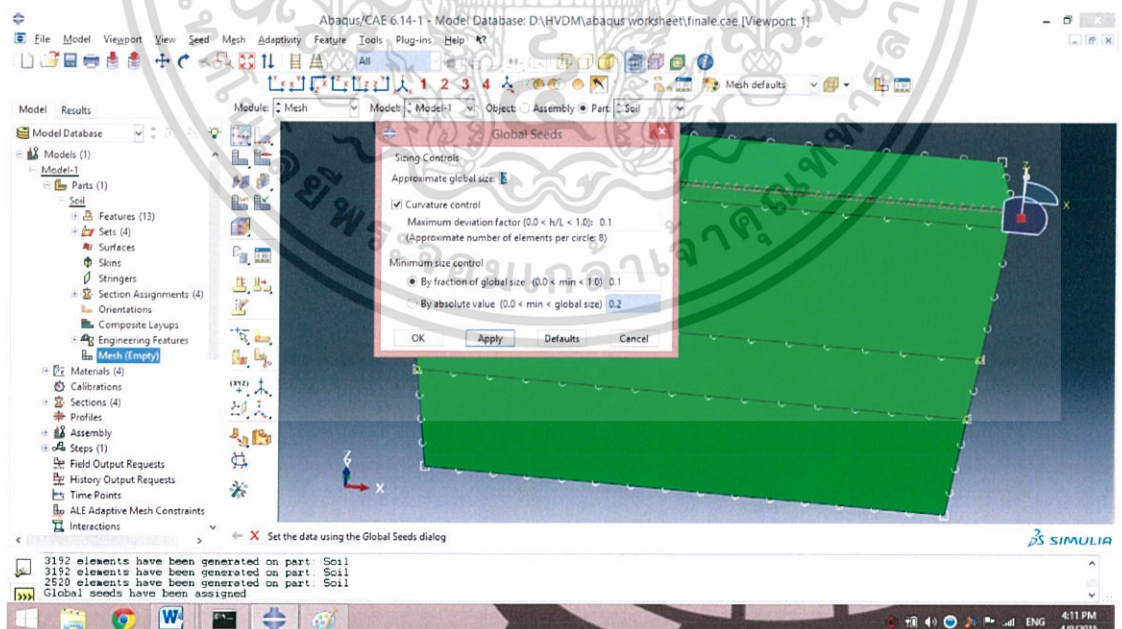 Abaqus/CAE 6.14-1 - Model Database: D:\HVDM\abaqus worksheet\finale.cae [Viewport: 1]
File Model Viewport View Seed Mesh Adaptivity Feature Tools Plug-ins Help
All
1 2 3 4
Mesh defaults
Model Results
Module: Mesh Model: Model-1 Object: Assembly Part: Soil
Model Database
Models (1)
Model-1
Parts (1)
Soil
Features (13)
Sets (4)
Surfaces
Skins
Stringers
Section Assignments (4)
Orientations
Composite Layups
Engineering Features
Mesh (Empty)
Materials (4)
Calibrations
Sections (4)
Profiles
Assembly
Steps (1)
Field Output Requests
History Output Requests
Time Points
ALE Adaptive Mesh Constraints
Interactions
(XYZ)
Global Seeds
Sizing Controls
Approximate global size:
Curvature control
Maximum deviation factor (0.0 < h/L < 1.0): 0.1
(Approximate number of elements per circle: 8)
Minimum size control
By fraction of global size (0.0 < min < 1.0) 0.1
By absolute value (0.0 < min < global size) 0.2
OK Apply Defaults Cancel
Z
X
X
Set the data using the Global Seeds dialog
SIMULIA
3192 elements have been generated on part: Soil
3192 elements have been generated on part: Soil
2520 elements have been generated on part: Soil
Global seeds have been assigned
ENG 4:11 PM